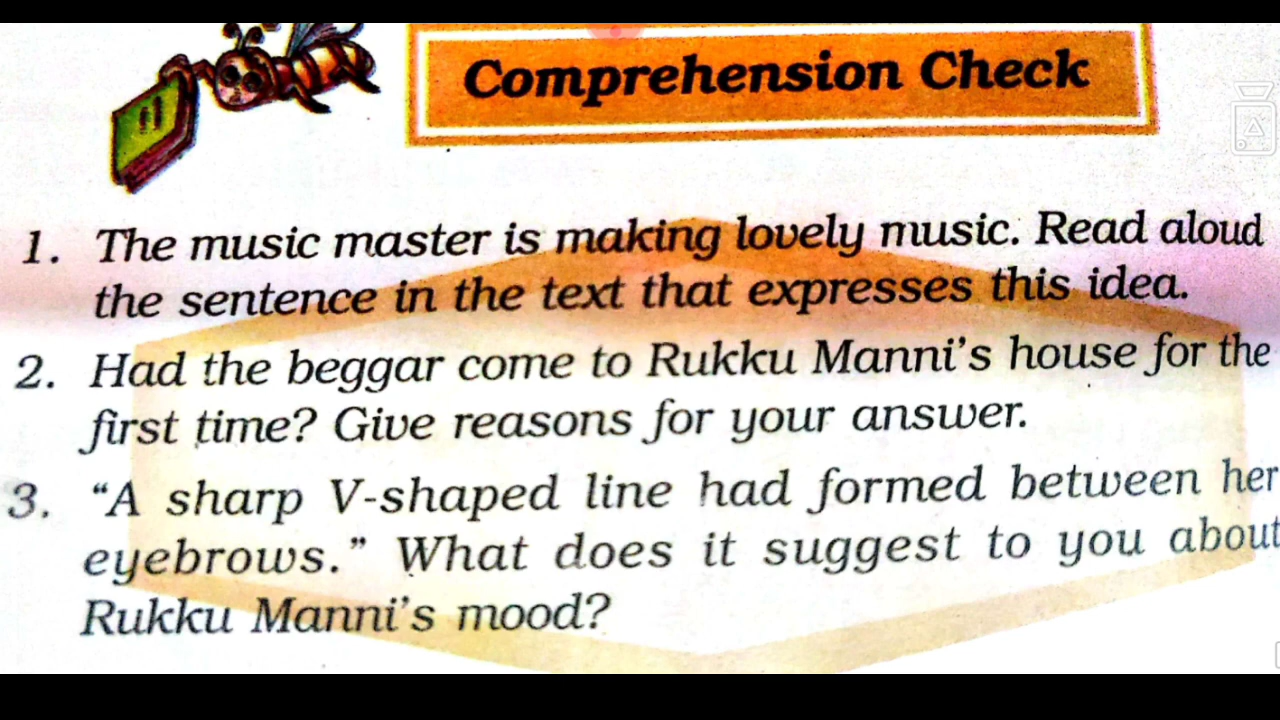 Comprehension Check
1. The music master is making lovely music. Read aloud
the sentence in the text that expresses this idea.
2. Had the beggar come to Rukku Manni's house for the
first time? Give reasons for your answer.
3. “A sharp V-shaped line had formed between her
eyebrows.” What does it suggest to you about
Rukku Manni's mood?